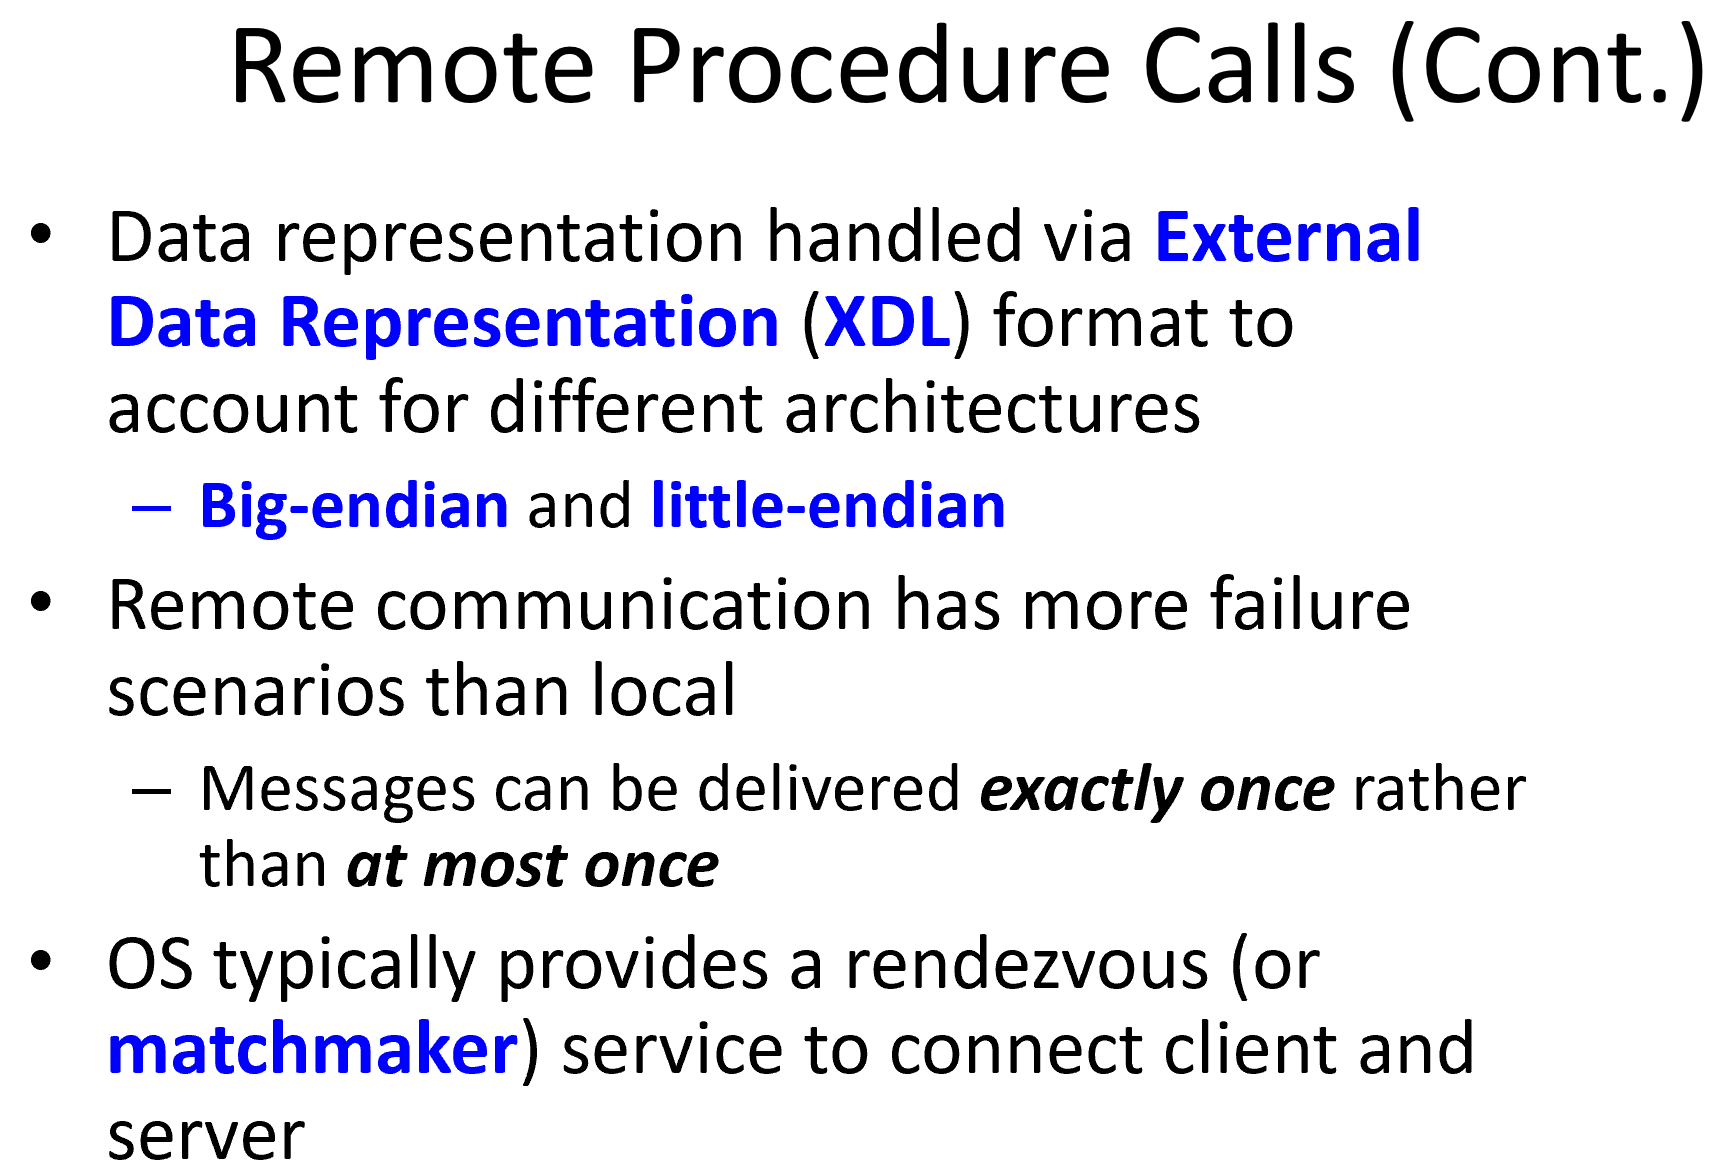 Remote Procedure Calls (Cont.)
• Data representation handled via External
Data Representation (XDL) format to
account for different architectures
– Big-endian and little-endian
• Remote communication has more failure
scenarios than local
– Messages can be delivered exactly once rather
than at most once
• OS typically provides a rendezvous (or
matchmaker) service to connect client and
server